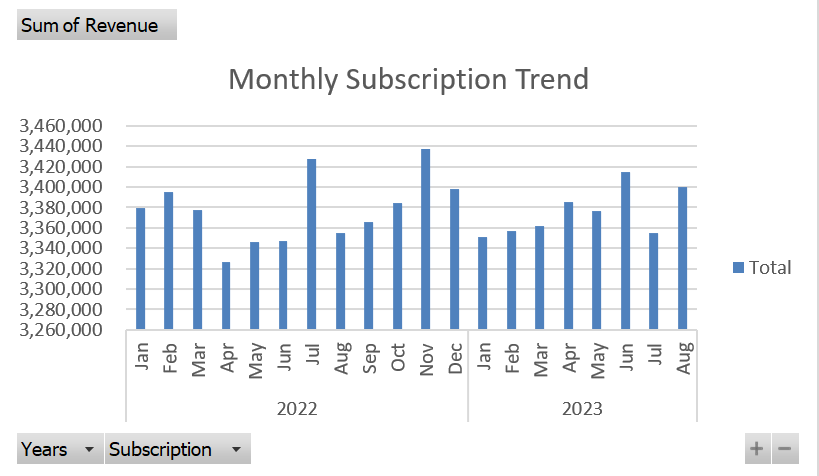 Sum of Revenue
Monthly Subscription Trend
3,460,000
3,440,000
3,420,000
3,400,000
3,380,000
3,360,000
3,340,000
3,320,000
3,300,000
3,280,000
3,260,000
Jan Feb Mar Apr May Jun Jul Aug Sep Oct Nov Dec Jan Feb Mar Apr May Jun Jul Aug
2022 2023
Total
Years Subscription